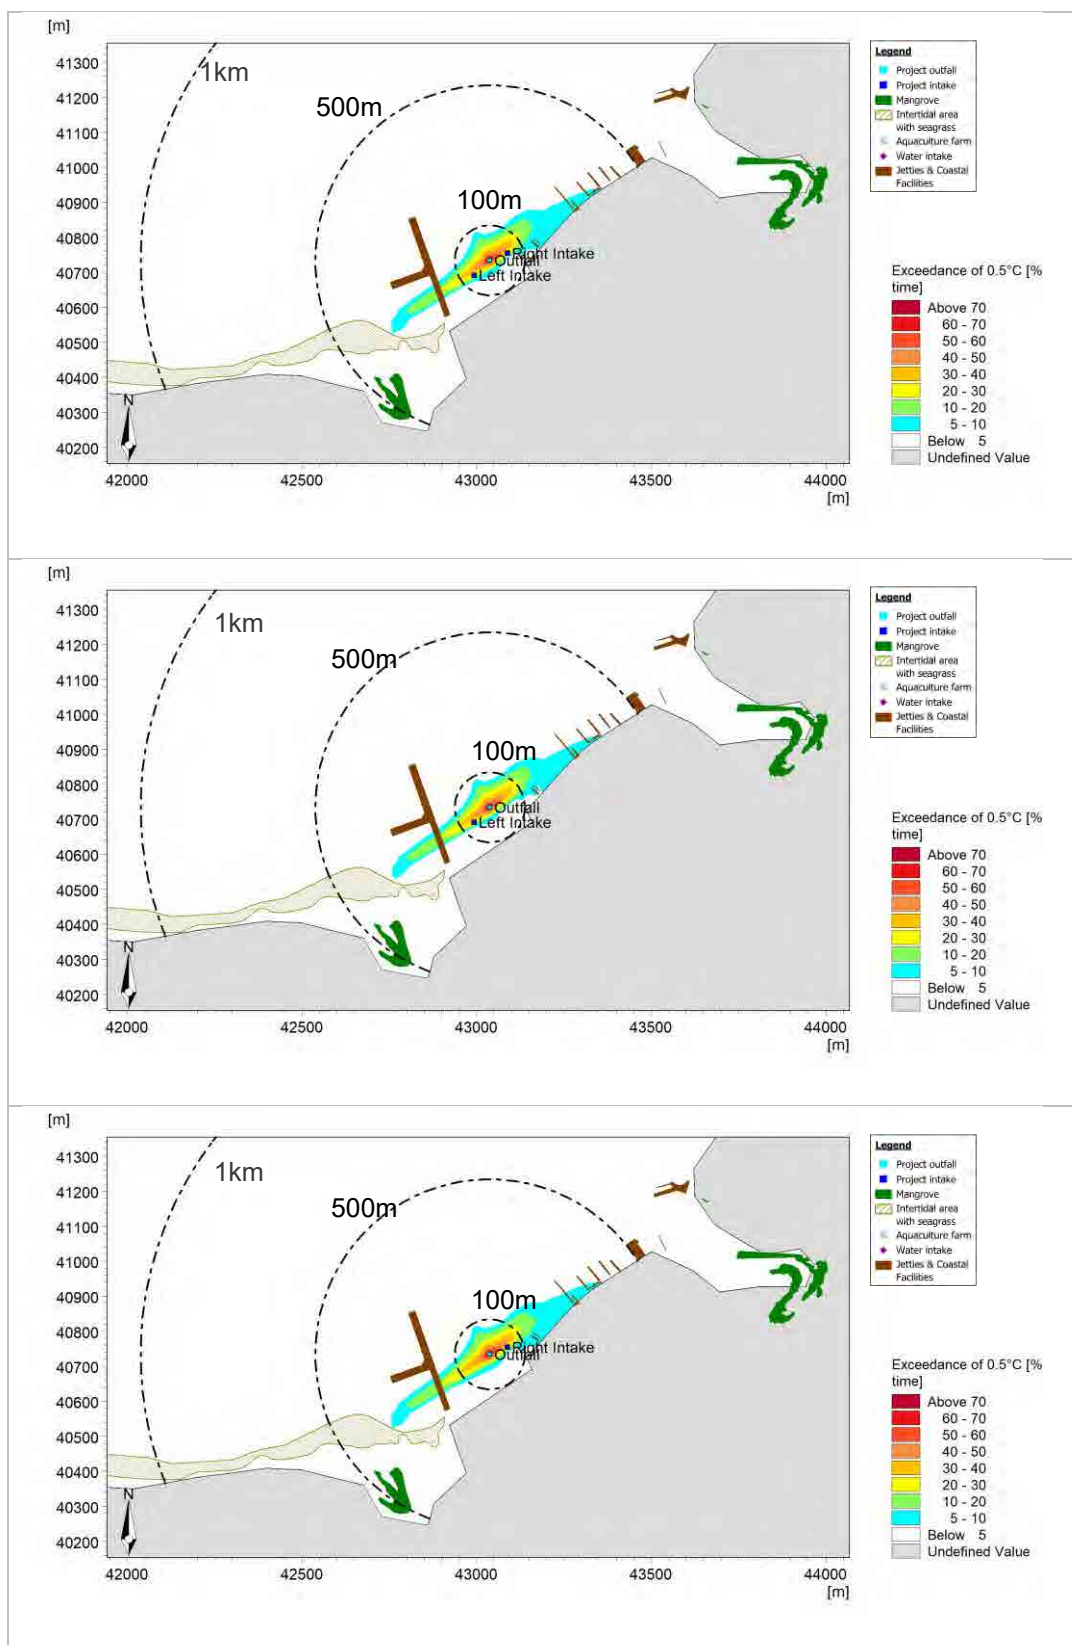 [m]
1km
500m
100m
Right Intake
Outfall
Left Intake
N
41300
41200
41100
41000
40900
40800
40700
40600
40500
40400
40300
40200
42000 42500 43000 43500 44000
[m]
Legend
Project outfall
Project intake
Mangrove
Intertidal area
with seagrass
Aquaculture farm
Water intake
Jetties & Coastal
Facilities
Exceedance of 0.5°C [%
time]
Above 70
60 - 70
50 - 60
40 - 50
30 - 40
20 - 30
10 - 20
5 - 10
Below 5
Undefined Value
[m]
1km
500m
100m
Outfall
Left Intake
N
41300
41200
41100
41000
40900
40800
40700
40600
40500
40400
40300
40200
42000 42500 43000 43500 44000
[m]
Legend
Project outfall
Project intake
Mangrove
Intertidal area
with seagrass
Aquaculture farm
Water intake
Jetties & Coastal
Facilities
Exceedance of 0.5°C [%
time]
Above 70
60 - 70
50 - 60
40 - 50
30 - 40
20 - 30
10 - 20
5 - 10
Below 5
Undefined Value
[m]
1km
500m
100m
Right Intake
Outfall
N
41300
41200
41100
41000
40900
40800
40700
40600
40500
40400
40300
40200
42000 42500 43000 43500 44000
[m]
Legend
Project outfall
Project intake
Mangrove
Intertidal area
with seagrass
Aquaculture farm
Water intake
Jetties & Coastal
Facilities
Exceedance of 0.5°C [%
time]
Above 70
60 - 70
50 - 60
40 - 50
30 - 40
20 - 30
10 - 20
5 - 10
Below 5
Undefined Value